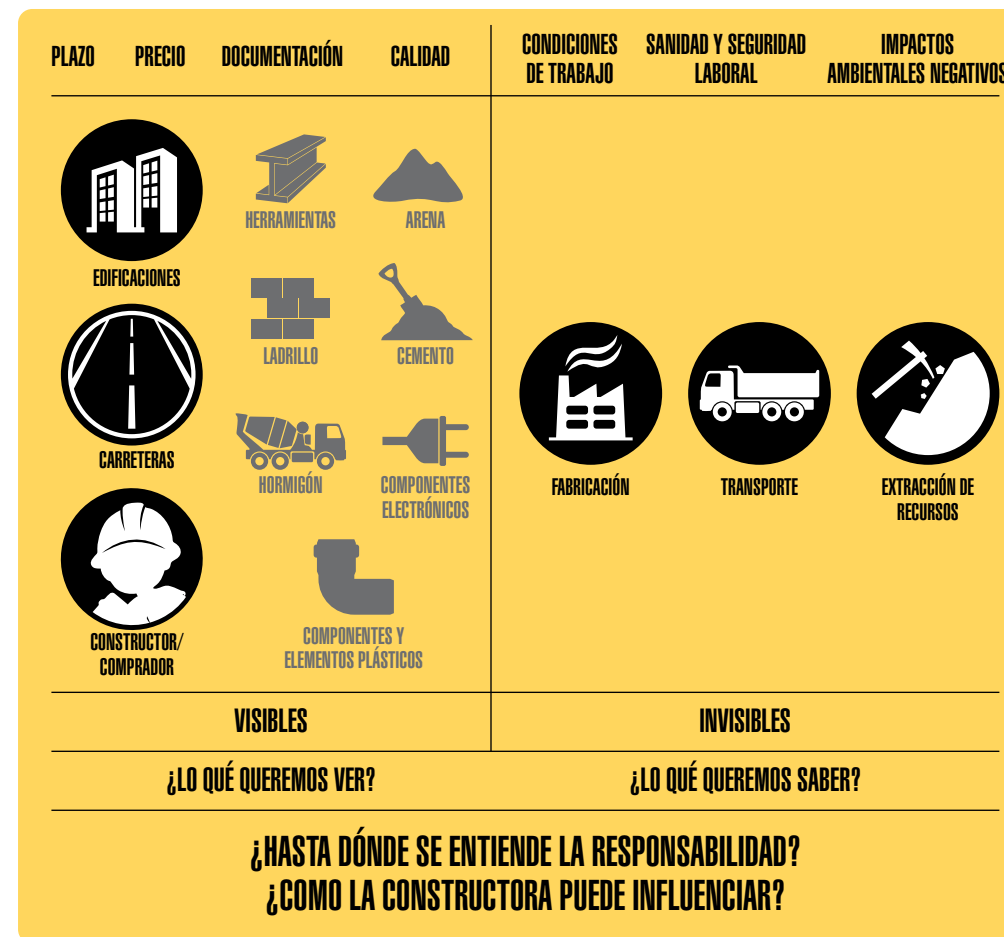 PLAZO PRECIO DOCUMENTACIÓN CALIDAD
CONDICIONES
DE TRABAJO
SANIDAD Y SEGURIDAD
LABORAL
IMPACTOS
AMBIENTALES NEGATIVOS
HERRAMIENTAS
ARENA
EDIFICACIONES
LADRILLO
CEMENTO
CARRETERAS
HORMIGÓN
COMPONENTES
ELECTRÓNICOS
CONSTRUCTOR/
COMPRADOR
COMPONENTES Y
ELEMENTOS PLÁSTICOS
FABRICACIÓN
TRANSPORTE
EXTRACCIÓN DE
RECURSOS
VISIBLES
INVISIBLES
¿LO QUÉ QUEREMOS VER?
¿LO QUÉ QUEREMOS SABER?
¿HASTA DÓNDE SE ENTIENDE LA RESPONSABILIDAD?
¿COMO LA CONSTRUCTORA PUEDE INFLUENCIAR?